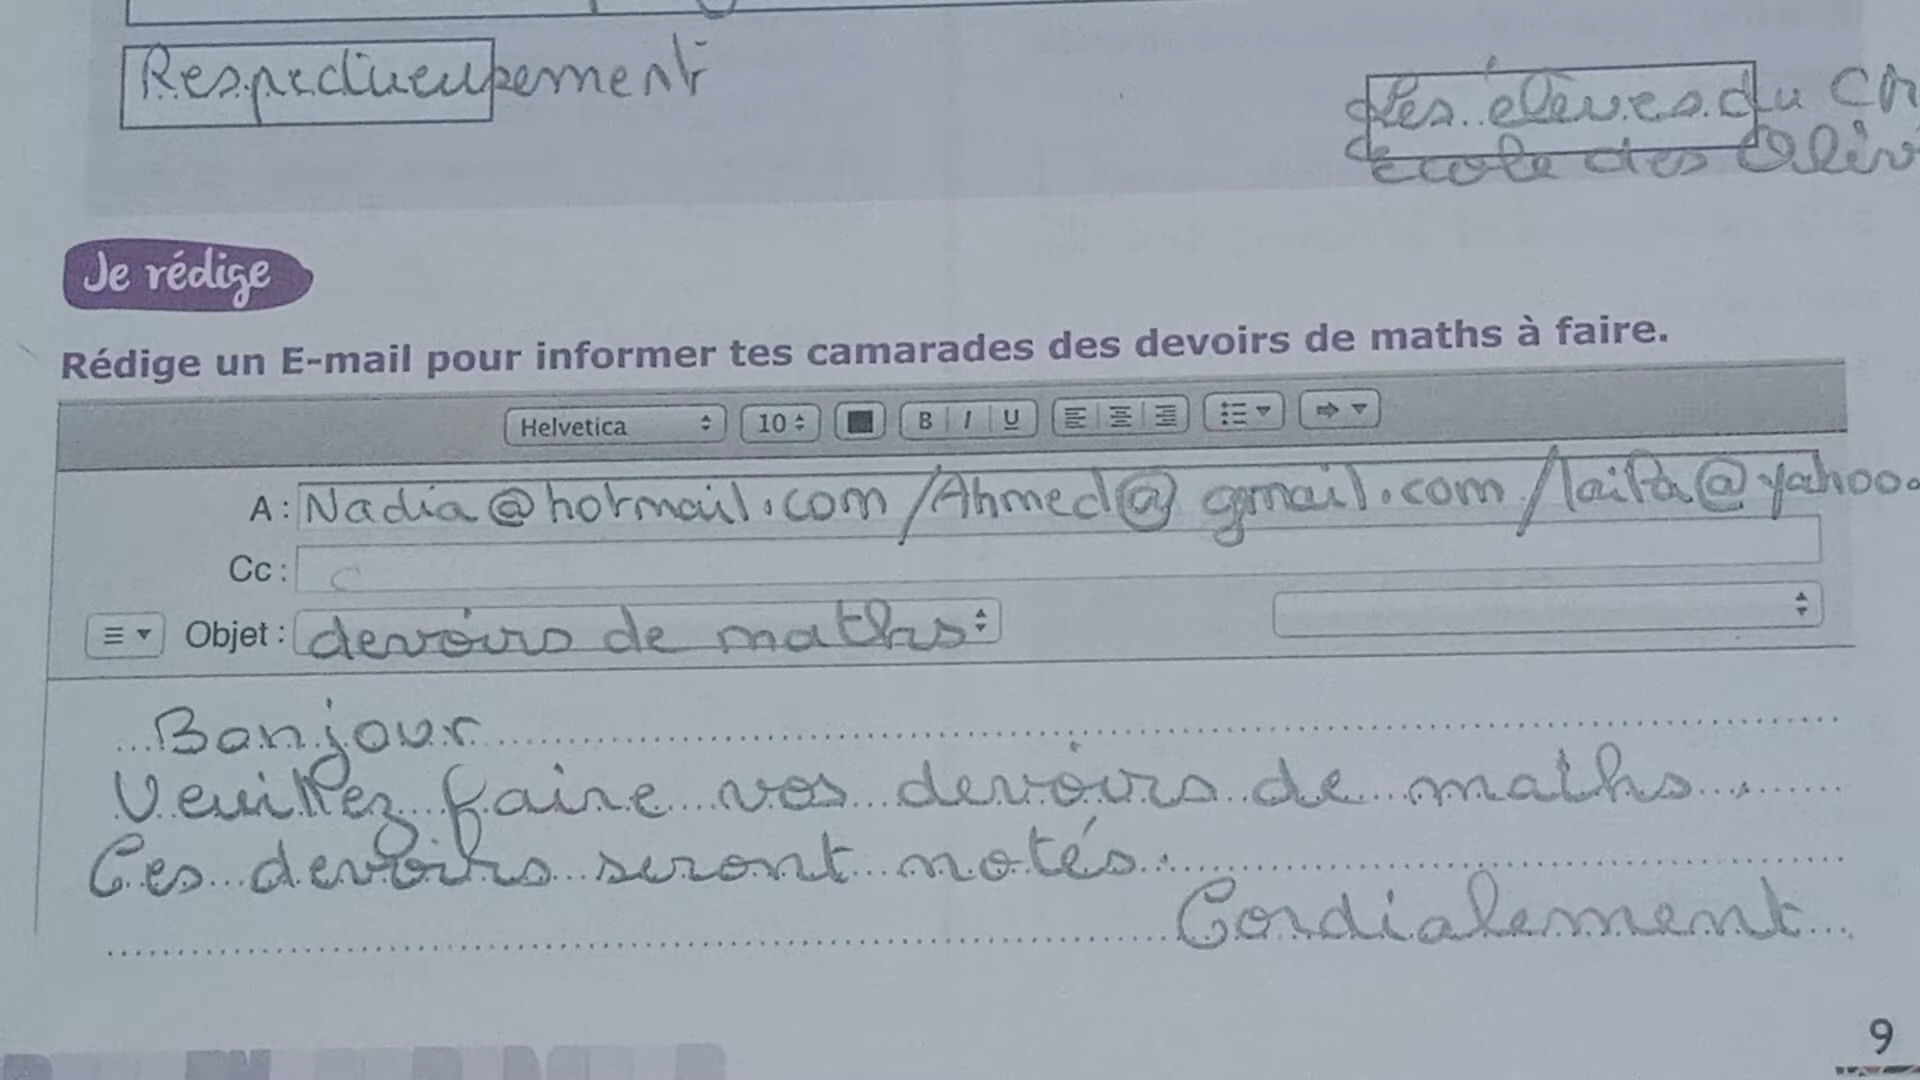 Respectueusement
Les élèves du
école des
Je rédige
Rédige un E-mail pour informer tes camarades des devoirs de maths à faire.
Helvetica 10 B I U
A : Nadia@hotmail.com /Ahmed@gmail.com /laila@yahoo.
Cc : C
Objet : devoirs de maths
Bonjour
Veuillez faire vos devoirs de maths.
Ces devoirs seront notés.
Cordialement
9